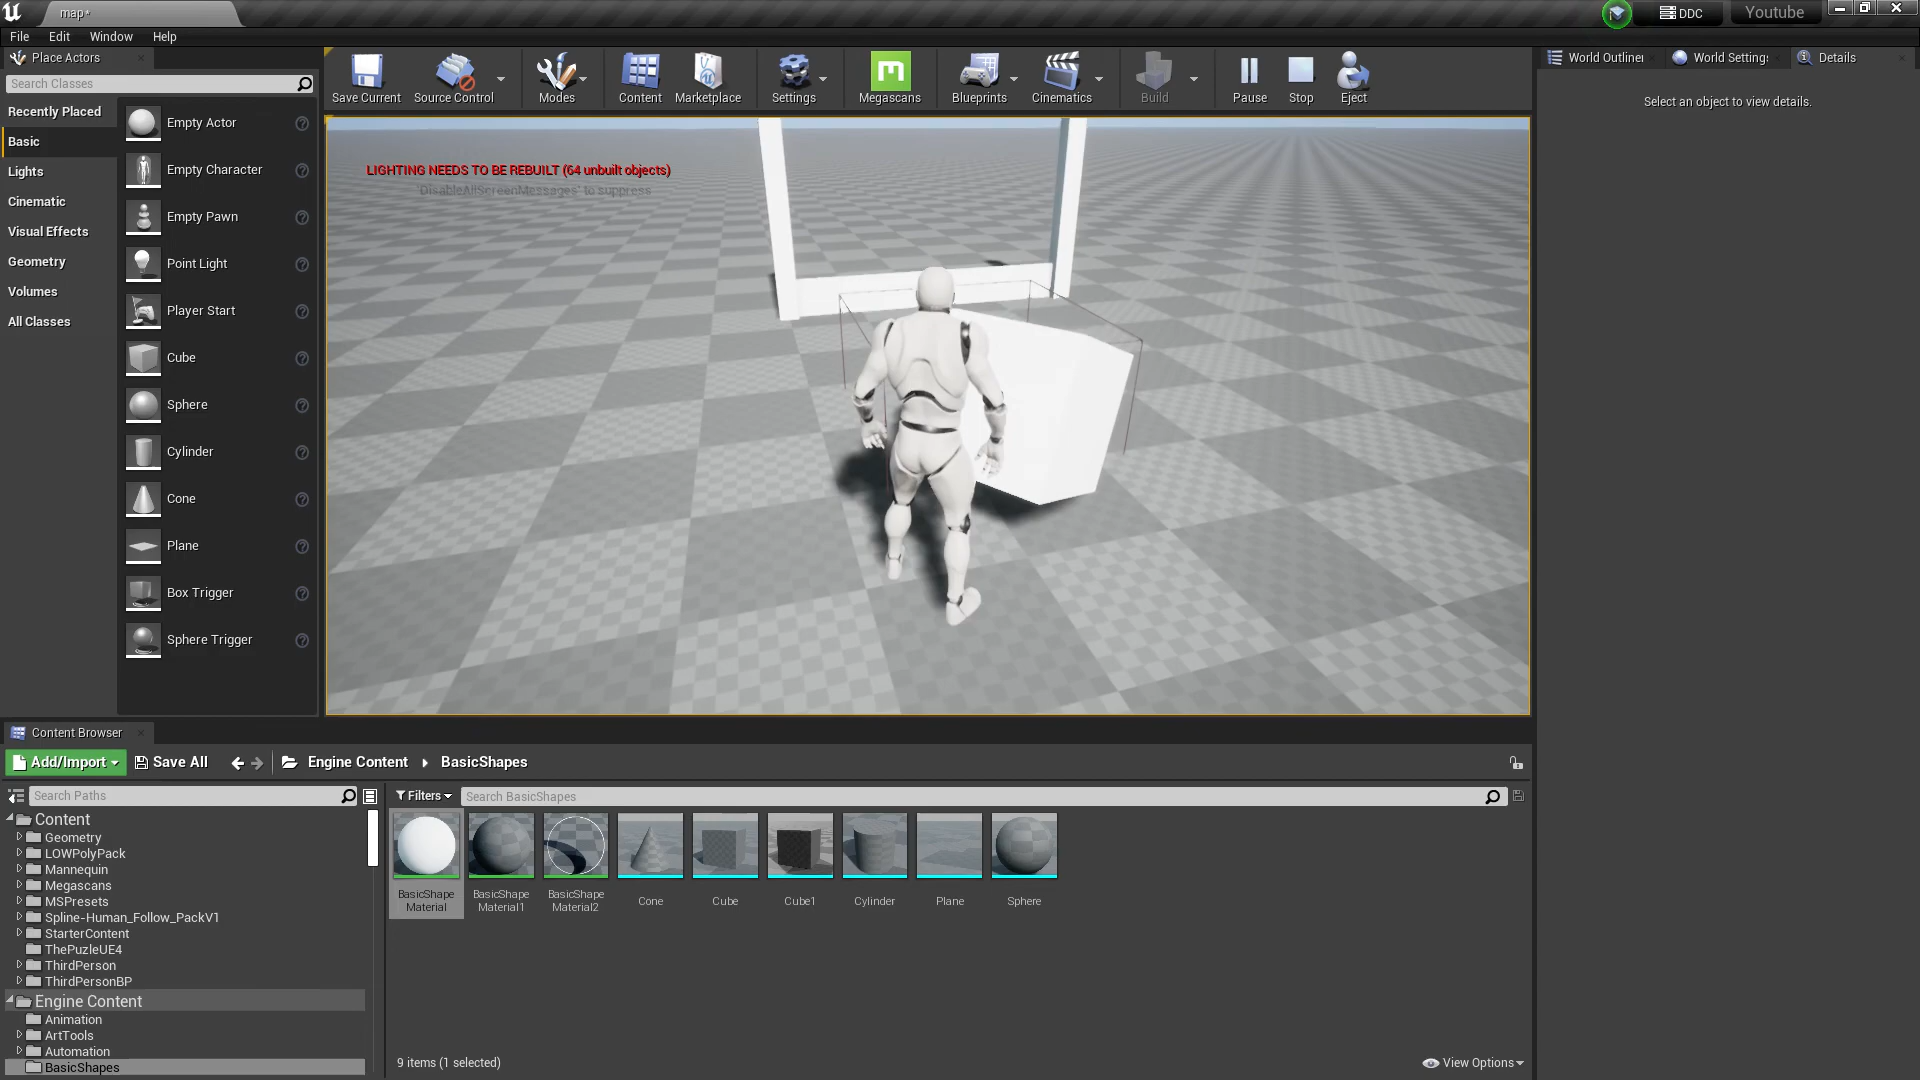 map*
DDC
Youtube
File Edit Window Help
Place Actors
Search Classes
Recently Placed
Basic
Lights
Cinematic
Visual Effects
Geometry
Volumes
All Classes
Empty Actor
Empty Character
Empty Pawn
Point Light
Player Start
Cube
Sphere
Cylinder
Cone
Plane
Box Trigger
Sphere Trigger
Save Current
Source Control
Modes
Content
Marketplace
Settings
Megascans
Blueprints
Cinematics
Build
Pause
Stop
Eject
LIGHTING NEEDS TO BE REBUILT (64 unbuilt objects)
'DisableAllScreenMessages' to suppress
World Outliner
World Settings
Details
Select an object to view details.
Content Browser
Add/Import
Save All
Engine Content
BasicShapes
Search Paths
Filters
Search BasicShapes
Content
Geometry
LOWPolyPack
Mannequin
Megascans
MSPresets
Spline-Human_Follow_PackV1
StarterContent
ThePuzleUE4
ThirdPerson
ThirdPersonBP
Engine Content
Animation
ArtTools
Automation
BasicShapes
BasicShape
Material
BasicShape
Material1
BasicShape
Material2
Cone
Cube
Cube1
Cylinder
Plane
Sphere
9 items (1 selected)
View Options